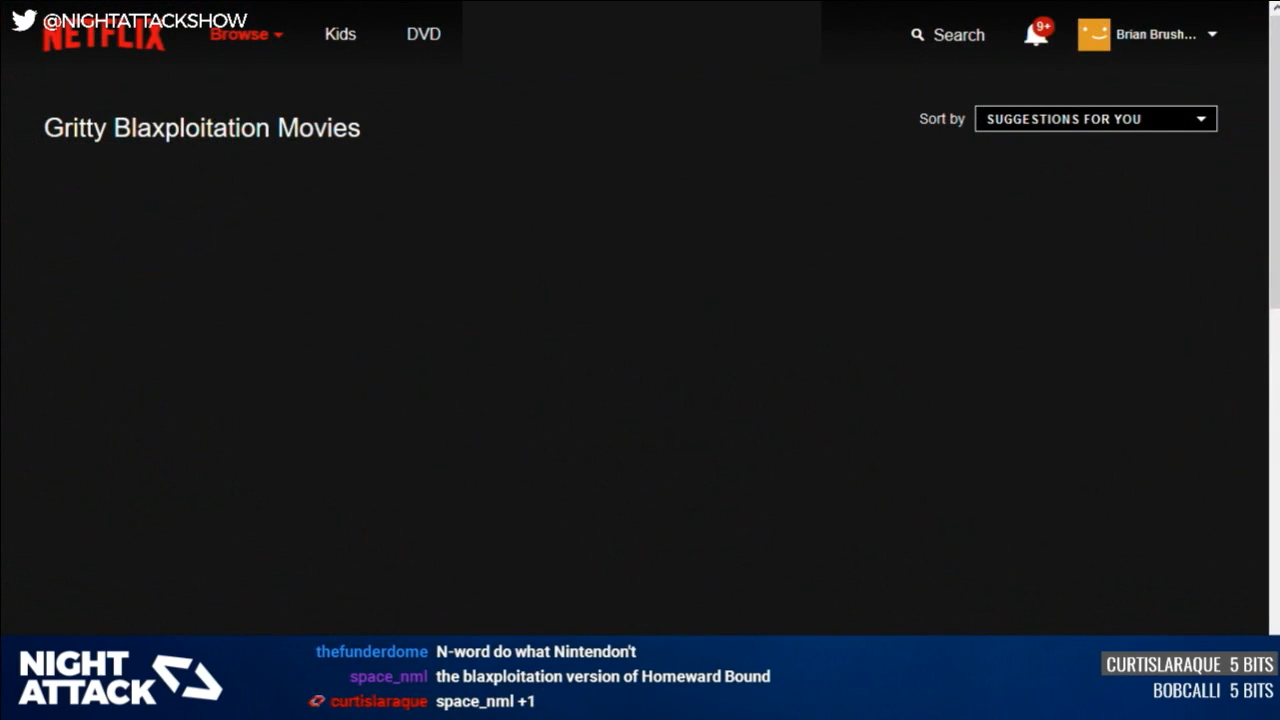 @NIGHTATTACKSHOW
NETFLIX
Browse
Kids
DVD
Search
9+
Brian Brush...
Gritty Blaxploitation Movies
Sort by
SUGGESTIONS FOR YOU
NIGHT
ATTACK
thefunderdome N-word do what Nintendon't
space_nml the blaxploitation version of Homeward Bound
curtislaraque space_nml +1
CURTISLARAQUE 5 BITS
BOBCALLI 5 BITS